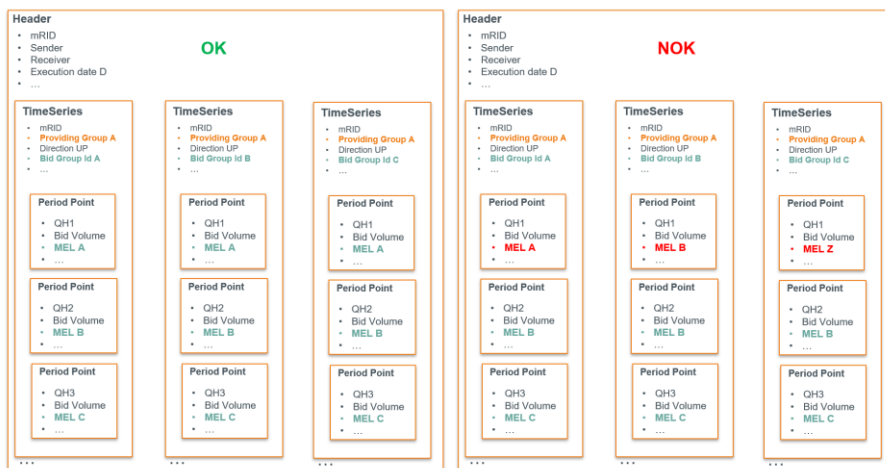 Header
• mRID
• Sender
• Receiver
• Execution date D
• ...
OK
TimeSeries
• mRID
• Providing Group A
• Direction UP
• Bid Group Id A
• ...
Period Point
• QH1
• Bid Volume
• MEL A
• ...
Period Point
• QH2
• Bid Volume
• MEL B
• ...
Period Point
• QH3
• Bid Volume
• MEL C
• ...
...
TimeSeries
• mRID
• Providing Group A
• Direction UP
• Bid Group Id B
• ...
Period Point
• QH1
• Bid Volume
• MEL A
• ...
Period Point
• QH2
• Bid Volume
• MEL B
• ...
Period Point
• QH3
• Bid Volume
• MEL C
• ...
...
TimeSeries
• mRID
• Providing Group A
• Direction UP
• Bid Group Id C
• ...
Period Point
• QH1
• Bid Volume
• MEL A
• ...
Period Point
• QH2
• Bid Volume
• MEL B
• ...
Period Point
• QH3
• Bid Volume
• MEL C
• ...
...
Header
• mRID
• Sender
• Receiver
• Execution date D
• ...
NOK
TimeSeries
• mRID
• Providing Group A
• Direction UP
• Bid Group Id A
• ...
Period Point
• QH1
• Bid Volume
• MEL A
• ...
Period Point
• QH2
• Bid Volume
• MEL B
• ...
Period Point
• QH3
• Bid Volume
• MEL C
• ...
...
TimeSeries
• mRID
• Providing Group A
• Direction UP
• Bid Group Id B
• ...
Period Point
• QH1
• Bid Volume
• MEL B
• ...
Period Point
• QH2
• Bid Volume
• MEL B
• ...
Period Point
• QH3
• Bid Volume
• MEL C
• ...
...
TimeSeries
• mRID
• Providing Group A
• Direction UP
• Bid Group Id C
• ...
Period Point
• QH1
• Bid Volume
• MEL Z
• ...
Period Point
• QH2
• Bid Volume
• MEL B
• ...
Period Point
• QH3
• Bid Volume
• MEL C
• ...
...